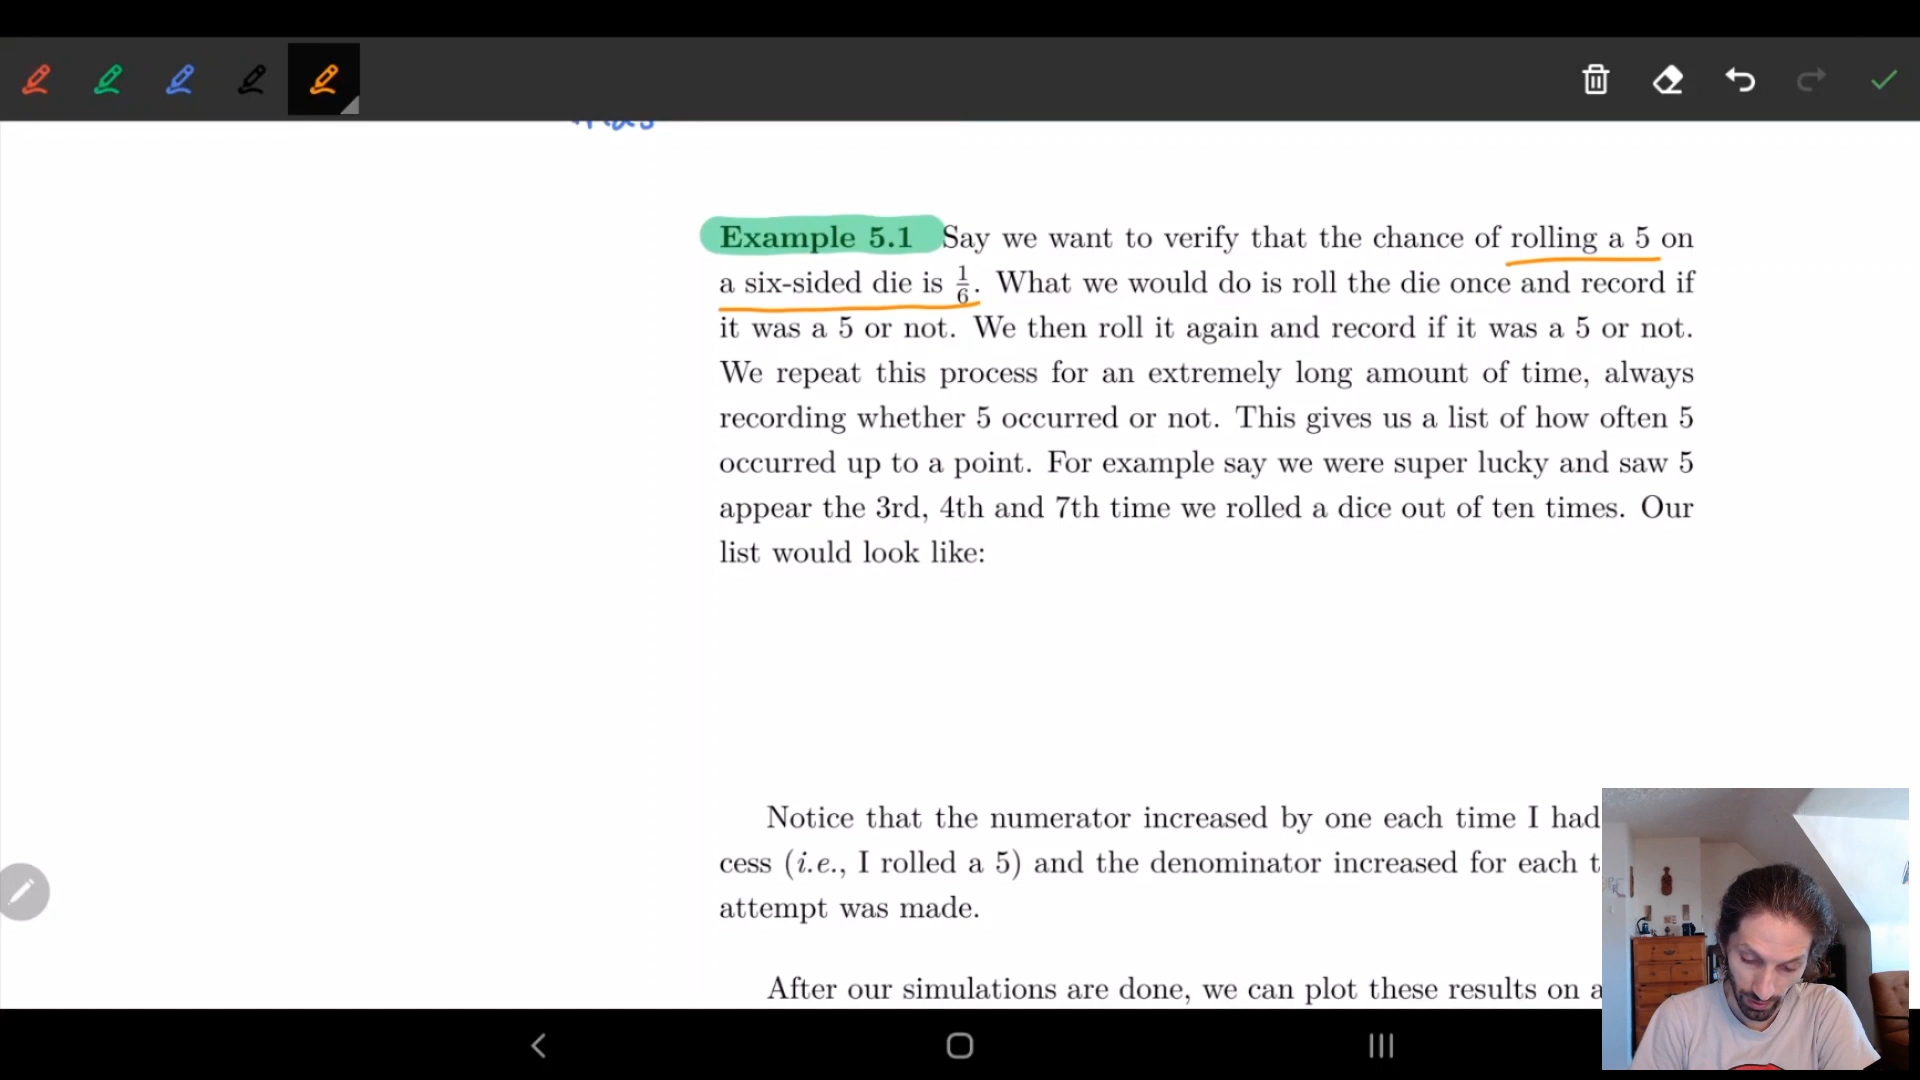 Example 5.1 Say we want to verify that the chance of rolling a 5 on
a six-sided die is 1/6. What we would do is roll the die once and record if
it was a 5 or not. We then roll it again and record if it was a 5 or not.
We repeat this process for an extremely long amount of time, always
recording whether 5 occurred or not. This gives us a list of how often 5
occurred up to a point. For example say we were super lucky and saw 5
appear the 3rd, 4th and 7th time we rolled a dice out of ten times. Our
list would look like:
Notice that the numerator increased by one each time I had
cess (i.e., I rolled a 5) and the denominator increased for each t
attempt was made.
After our simulations are done, we can plot these results on a